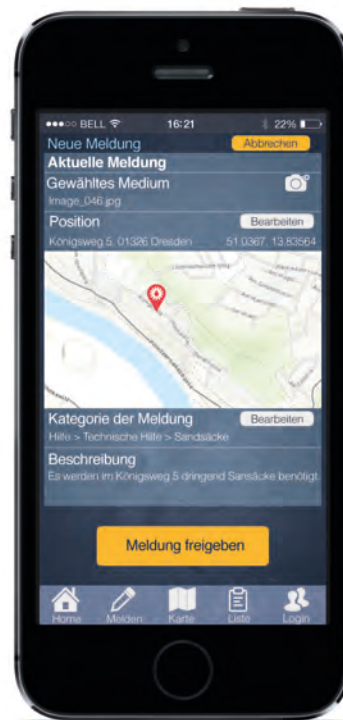 BELL 16:21 22%
Neue Meldung Abbrechen
Aktuelle Meldung
Gewähltes Medium
Image_046.jpg
Position Bearbeiten
Königsweg 5, 01326 Dresden 51.0367, 13.83564
Kategorie der Meldung Bearbeiten
Hilfe > Technische Hilfe > Sandsäcke
Beschreibung
Es werden im Königsweg 5 dringend Sansäcke benötigt
Meldung freigeben
Home Melden Karte Liste Login